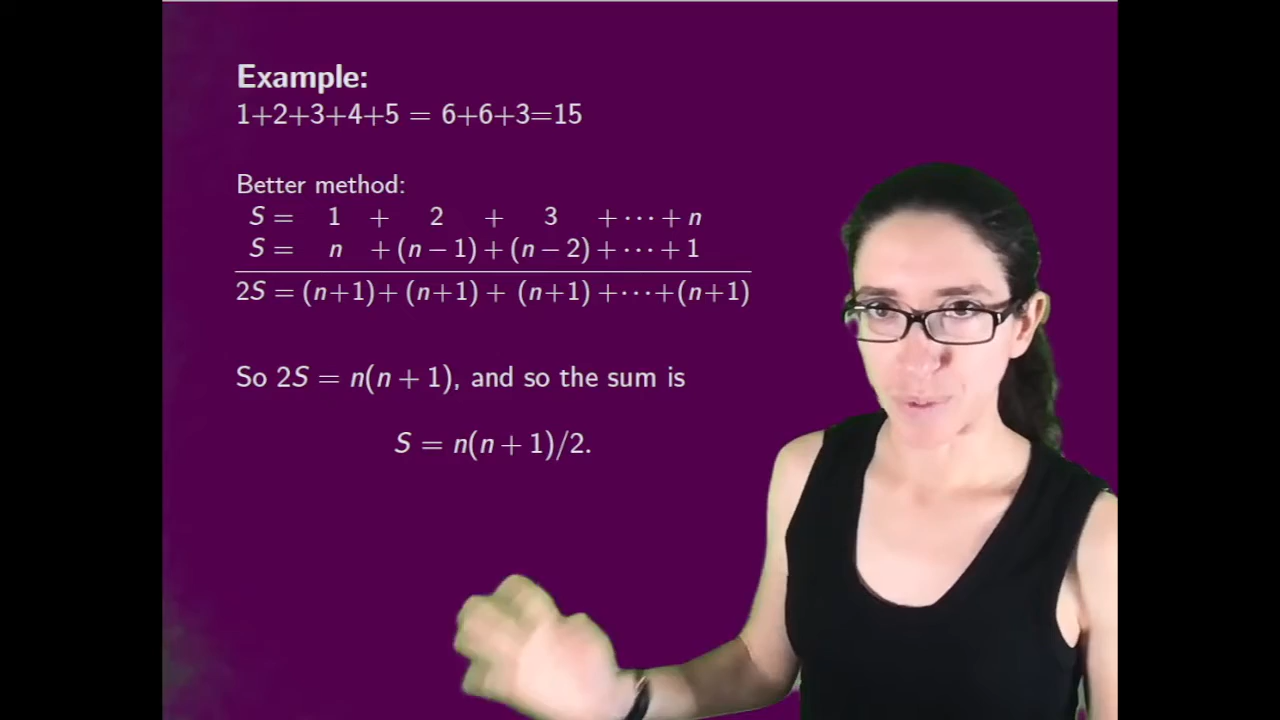 Example:
1+2+3+4+5 = 6+6+3=15
Better method:
S = 1 + 2 + 3 + ⋯ + n
S = n + (n − 1) + (n − 2) + ⋯ + 1
2S = (n+1) + (n+1) + (n+1) + ⋯ + (n+1)
So 2S = n(n + 1), and so the sum is
S = n(n + 1)/2.